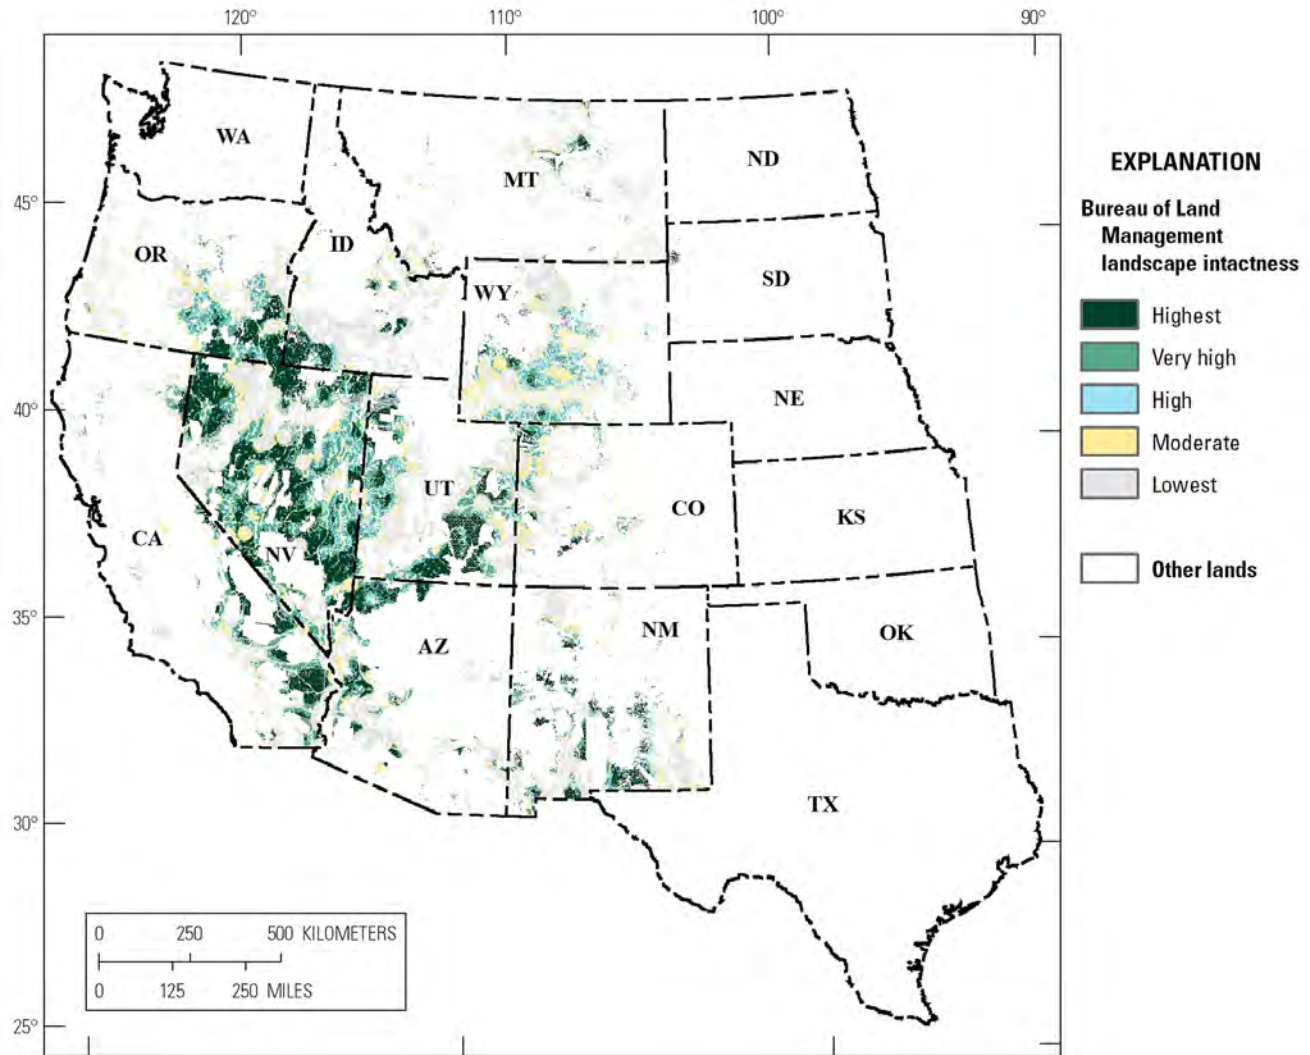 120°
110°
100°
90°
WA
ND
MT
EXPLANATION
45°
Bureau of Land
Management
landscape intactness
OR
ID
SD
WY
Highest
Very high
High
Moderate
Lowest
Other lands
40°
NE
UT
CO
KS
CA
NV
35°
NM
OK
AZ
TX
30°
0 250 500 KILOMETERS
0 125 250 MILES
25°